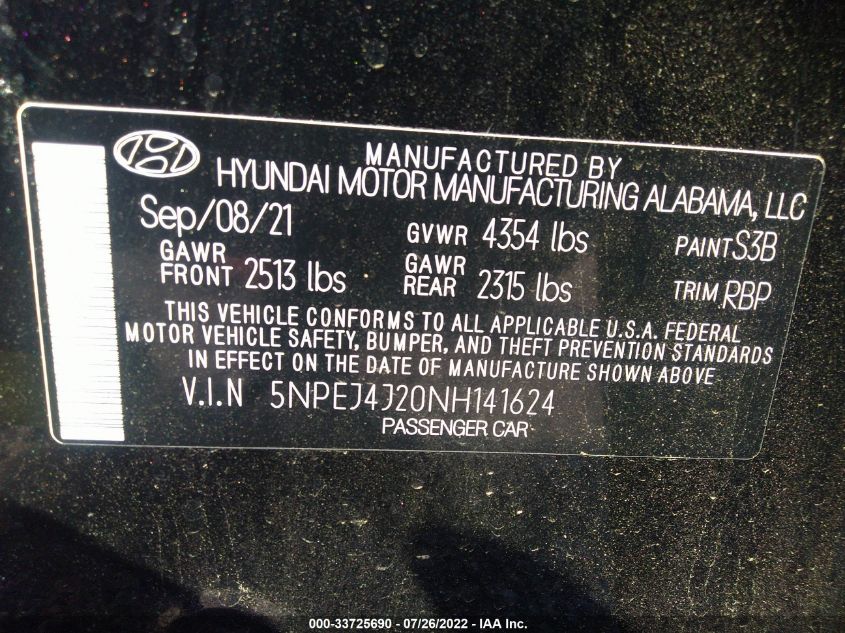 MANUFACTURED BY
HYUNDAI MOTOR MANUFACTURING ALABAMA, LLC
Sep/08/21 GVWR 4354 lbs PAINT S3B
GAWR FRONT 2513 lbs GAWR REAR 2315 lbs TRIM RBP
THIS VEHICLE CONFORMS TO ALL APPLICABLE U.S.A. FEDERAL
MOTOR VEHICLE SAFETY, BUMPER, AND THEFT PREVENTION STANDARDS
IN EFFECT ON THE DATE OF MANUFACTURE SHOWN ABOVE
V.I.N 5NPEJ4J20NH141624
PASSENGER CAR
000-33725690 - 07/26/2022 - IAA Inc.